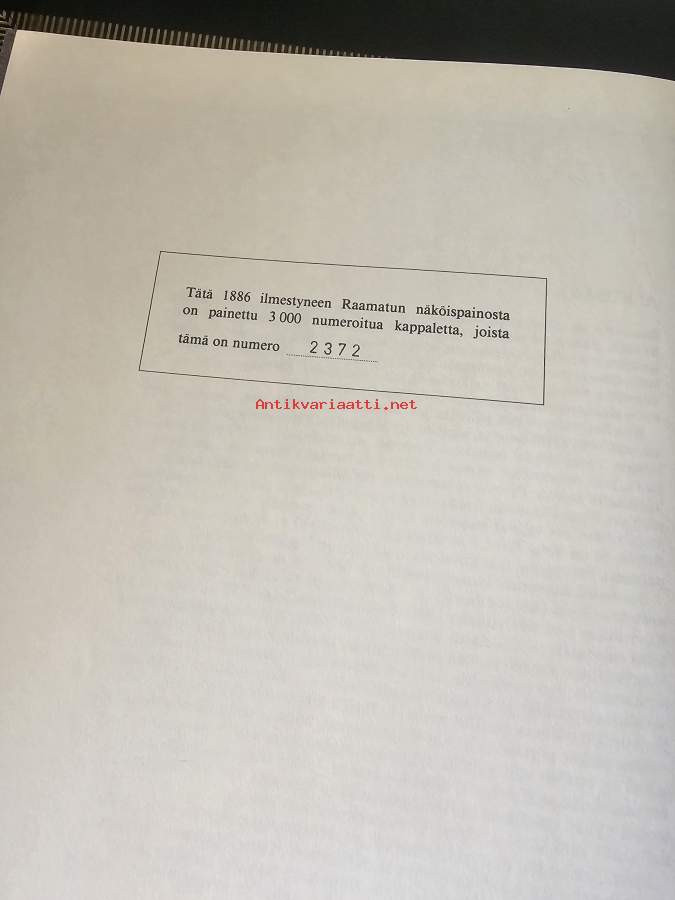 Tätä 1886 ilmestyneen Raamatun näköispainosta
on painettu 3 000 numeroitua kappaletta, joista
tämä on numero 2372
Antikvariaatti.net